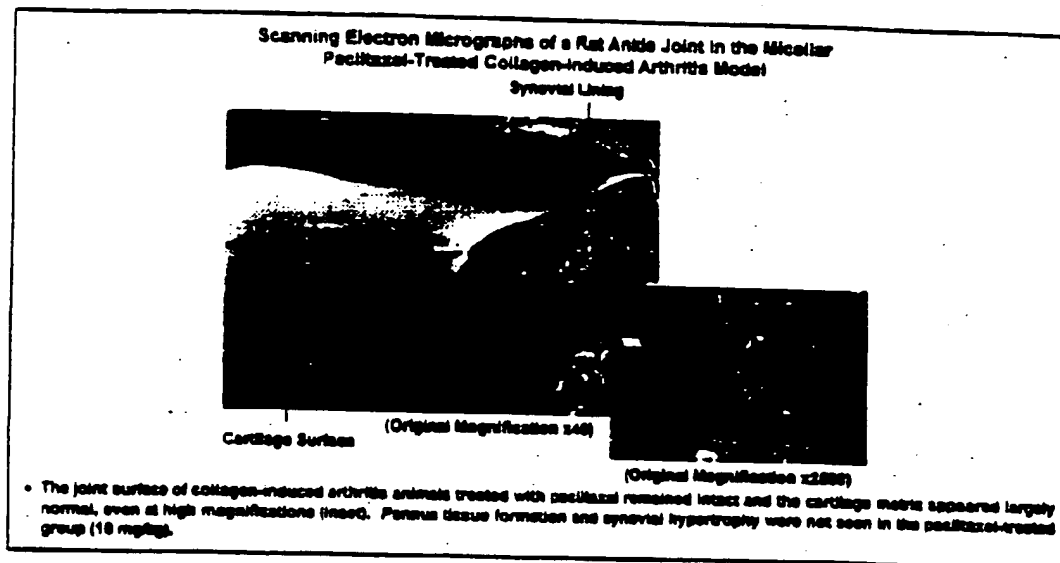 Scanning Electron Micrographs of a Rat Ankle Joint in the Micellar
Paclitaxel-Treated Collagen-Induced Arthritis Model
Synovial Lining
Cartilage Surface
(Original Magnification x40)
(Original Magnification
• The joint surface of collagen-induced arthritis animals treated with paclitaxel remained intact and the cartilage matrix appeared largely
normal, even at high magnifications (inset). Pannus tissue formation and synovial hypertrophy were not seen in the paclitaxel-treated
group (10 mg/kg).